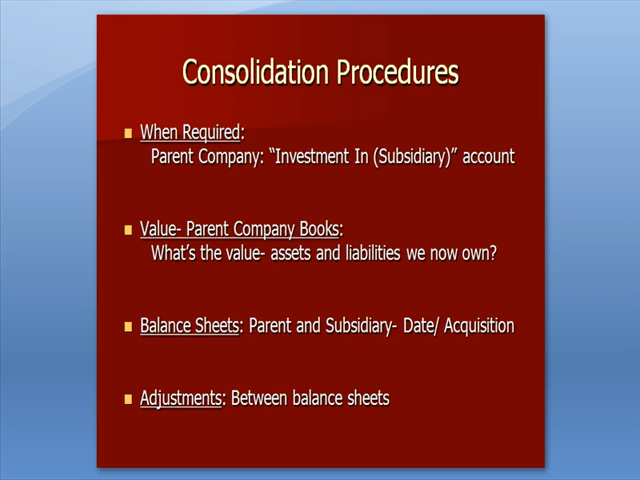 Consolidation Procedures
When Required:
Parent Company: “Investment In (Subsidiary)” account
Value- Parent Company Books:
What’s the value- assets and liabilities we now own?
Balance Sheets: Parent and Subsidiary- Date/ Acquisition
Adjustments: Between balance sheets